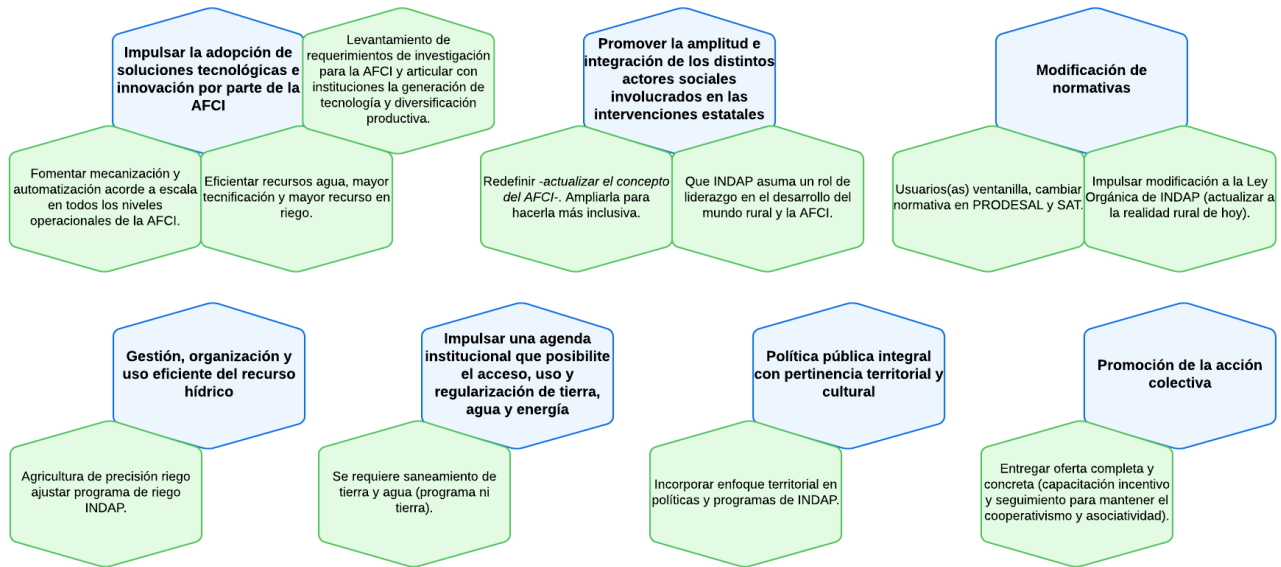 Impulsar la adopción de
soluciones tecnológicas e
innovación por parte de la
AFCI
Levantamiento de
requerimientos de investigación
para la AFCI y articular con
instituciones la generación de
tecnología y diversificación
productiva.
Fomentar mecanización y
automatización acorde a escala
en todos los niveles
operacionales de la AFCI.
Eficientar recursos agua, mayor
tecnificación y mayor recurso en
riego.
Promover la amplitud e
integración de los distintos
actores sociales
involucrados en las
intervenciones estatales
Redefinir -actualizar el concepto
del AFCI-. Ampliarla para
hacerla más inclusiva.
Que INDAP asuma un rol de
liderazgo en el desarrollo del
mundo rural y la AFCI.
Modificación de
normativas
Usuarios(as) ventanilla, cambiar
normativa en PRODESAL y SAT.
Impulsar modificación a la Ley
Orgánica de INDAP (actualizar a
la realidad rural de hoy).
Gestión, organización y
uso eficiente del recurso
hídrico
Agricultura de precisión riego
ajustar programa de riego
INDAP.
Impulsar una agenda
institucional que posibilite
el acceso, uso y
regularización de tierra,
agua y energía
Se requiere saneamiento de
tierra y agua (programa ni
tierra).
Política pública integral
con pertinencia territorial y
cultural
Incorporar enfoque territorial en
políticas y programas de INDAP.
Promoción de la acción
colectiva
Entregar oferta completa y
concreta (capacitación incentivo
y seguimiento para mantener el
cooperativismo y asociatividad).